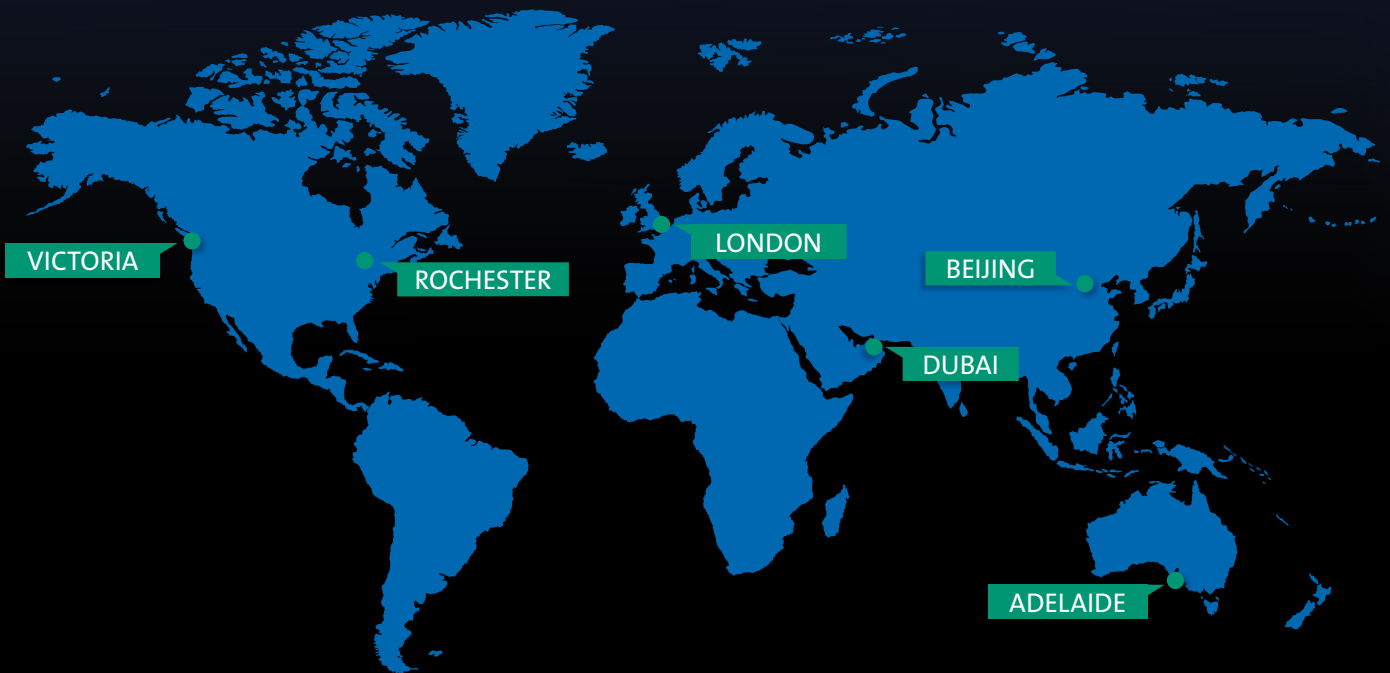 VICTORIA
ROCHESTER
LONDON
BEIJING
DUBAI
ADELAIDE